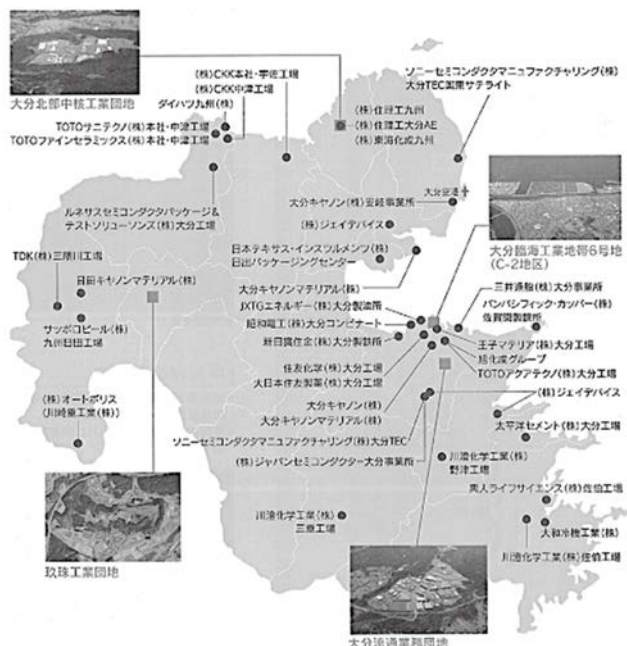 大分北部中核工業団地
(株)CKK本社・宇佐工場
(株)CKK中津工場
ダイハツ九州(株)
TOTOサニテクノ(株)本社・中津工場
TOTOファインセラミックス(株)本社・中津工場
ソニーセミコンダクタマニュファクチャリング(株)
大分TEC国東サテライト
(株)住理工九州
(株)住理工大分AE
(株)東海化成九州
大分空港
大分キヤノン(株)安岐事業所
ルネサスセミコンダクタパッケージ&
テストソリューションズ(株)大分工場
(株)ジェイデバイス
大分臨海工業地帯6号地
(C-2地区)
日本テキサス・インスツルメンツ(株)
日出パッケージングセンター
TDK(株)三隈川工場
日田キヤノンマテリアル(株)
大分キヤノンマテリアル(株)
三井造船(株)大分事業所
JXTGエネルギー(株)大分製油所
パンパシフィック・カッパー(株)
佐賀関製錬所
昭和電工(株)大分コンビナート
サッポロビール(株)
九州日田工場
新日鐵住金(株)大分製鉄所
王子マテリア(株)大分工場
旭化成グループ
住友化学(株)大分工場
TOTOアクアテクノ(株)大分工場
大日本住友製薬(株)大分工場
(株)オートポリス
(川崎重工業(株))
(株)ジェイデバイス
大分キヤノン(株)
大分キヤノンマテリアル(株)
太平洋セメント(株)大分工場
ソニーセミコンダクタマニュファクチャリング(株)大分TEC
(株)ジャパンセミコンダクター大分事業所
川澄化学工業(株)
野津工場
興人ライフサイエンス(株)佐伯工場
川澄化学工業(株)
三重工場
大和冷機工業(株)
川澄化学工業(株)佐伯工場
玖珠工業団地
大分流通業務団地